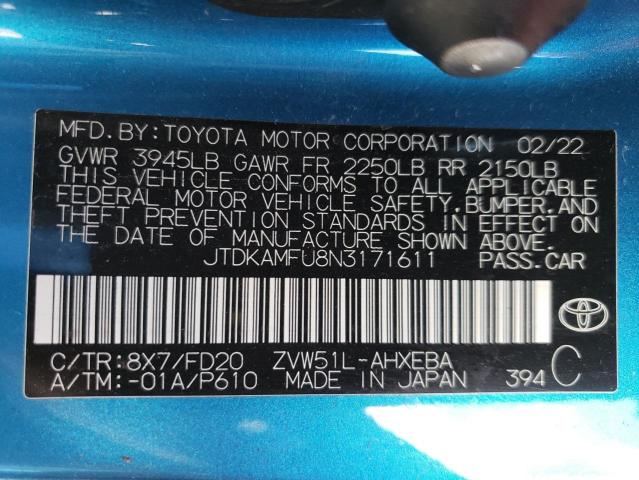 MFD.BY:TOYOTA MOTOR CORPORATION 02/22
GVWR 3945LB GAWR FR 2250LB RR 2150LB
THIS VEHICLE CONFORMS TO ALL APPLICABLE
FEDERAL MOTOR VEHICLE SAFETY,BUMPER,AND
THEFT PREVENTION STANDARDS IN EFFECT ON
THE DATE OF MANUFACTURE SHOWN ABOVE.
JTDKAMFU8N3171611 PASS.CAR
C/TR:8X7/FD20 ZVW51L-AHXEBA
A/TM:-01A/P610 MADE IN JAPAN 394 C